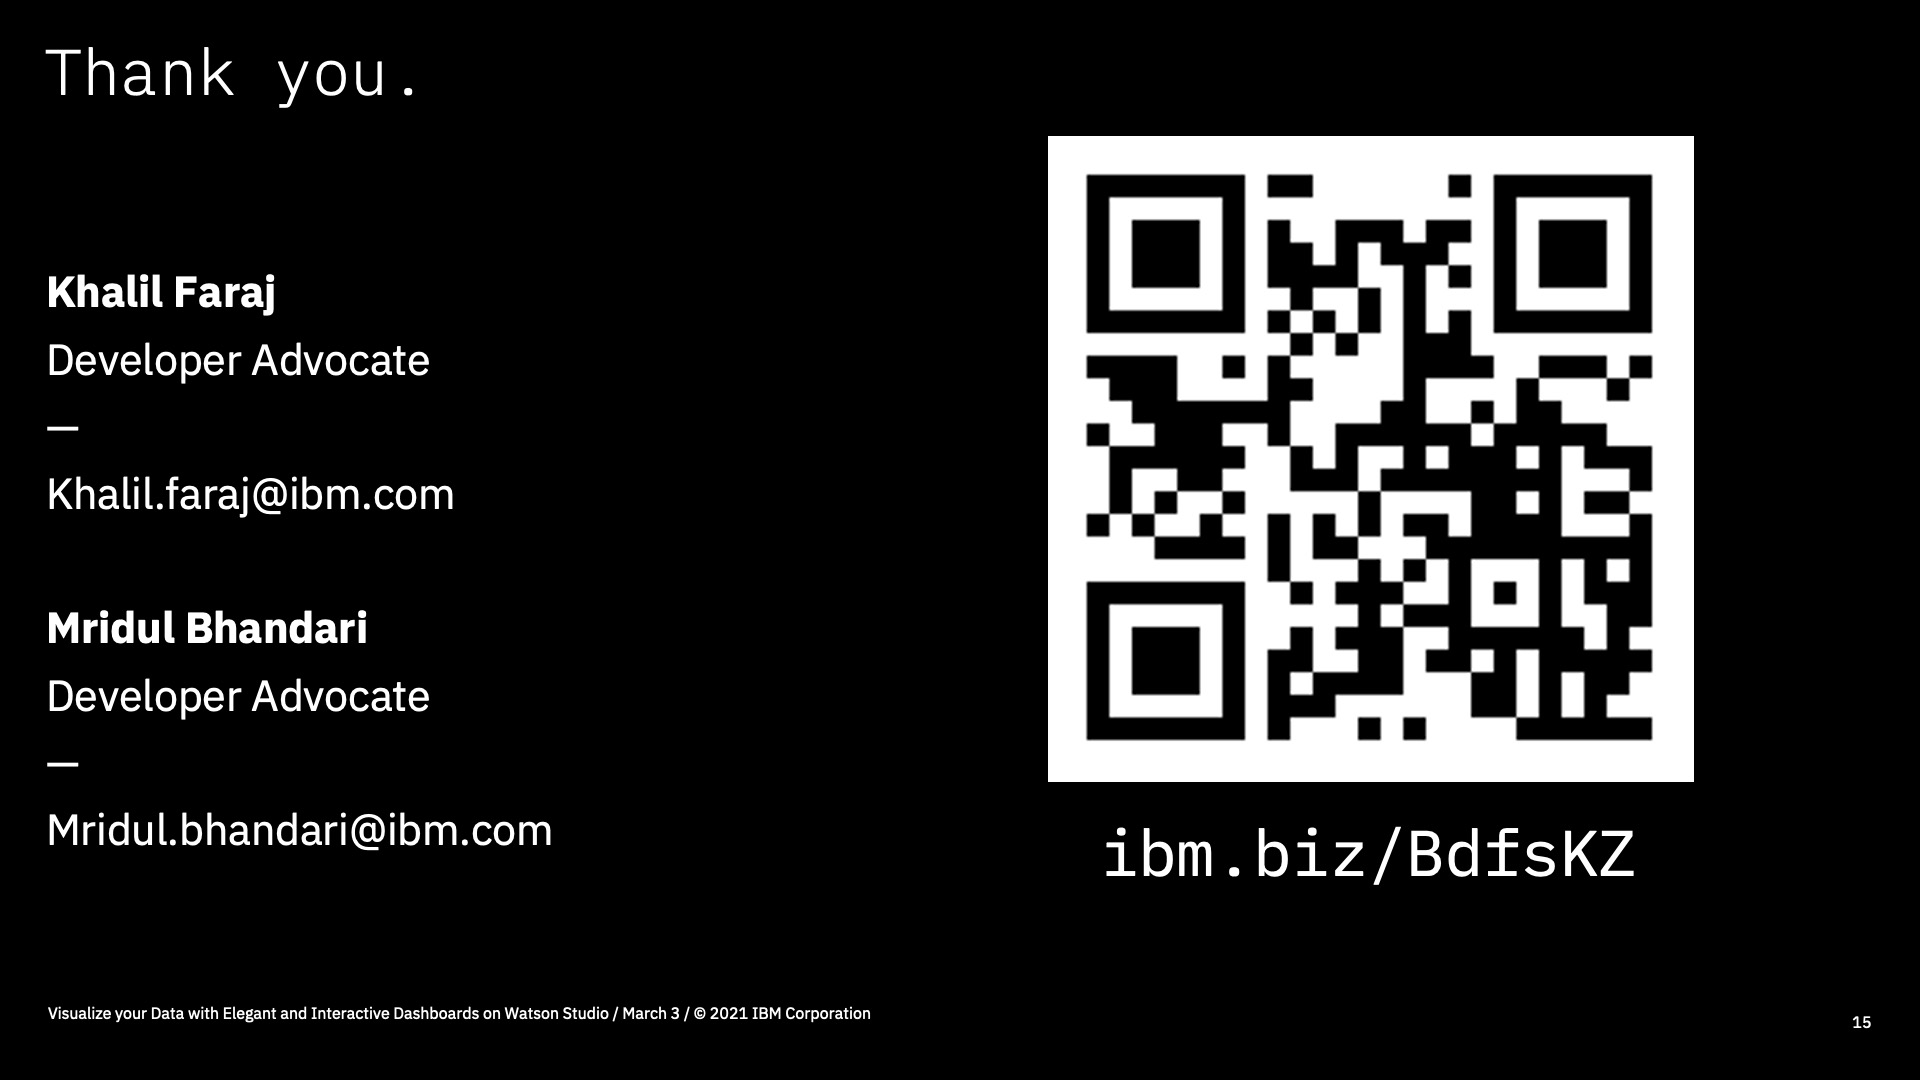 Thank you.
Khalil Faraj
Developer Advocate
—
Khalil.faraj@ibm.com
Mridul Bhandari
Developer Advocate
—
Mridul.bhandari@ibm.com
ibm.biz/BdfsKZ
Visualize your Data with Elegant and Interactive Dashboards on Watson Studio / March 3 / © 2021 IBM Corporation
15